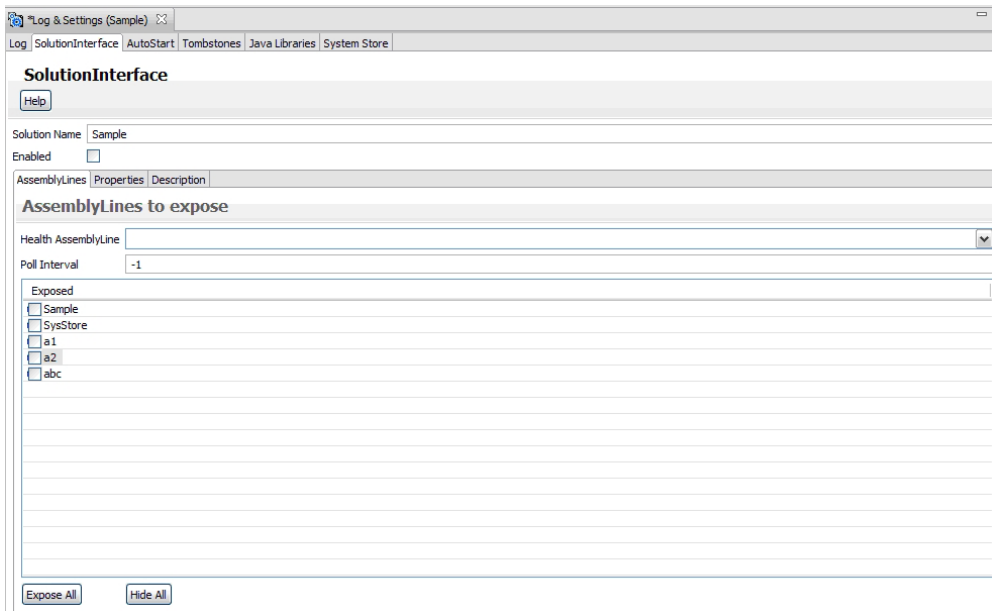 *Log & Settings (Sample)
Log SolutionInterface AutoStart Tombstones Java Libraries System Store
SolutionInterface
Help
Solution Name Sample
Enabled
AssemblyLines Properties Description
AssemblyLines to expose
Health AssemblyLine
Poll Interval -1
Exposed
Sample
SysStore
a1
a2
abc
Expose All Hide All